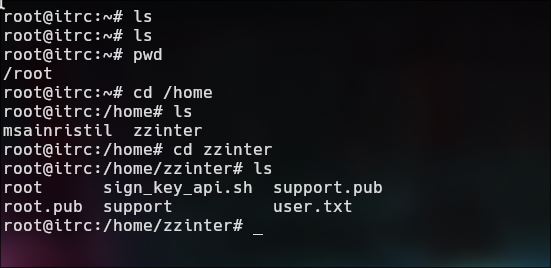 root@itrc:~# ls
root@itrc:~# ls
root@itrc:~# pwd
/root
root@itrc:~# cd /home
root@itrc:/home# ls
msainristil  zzinter
root@itrc:/home# cd zzinter
root@itrc:/home/zzinter# ls
root      sign_key_api.sh  support.pub
root.pub  support          user.txt
root@itrc:/home/zzinter# _